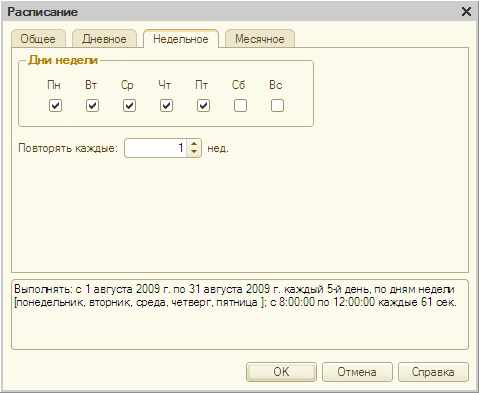 Расписание
Общее Дневное Недельное Месячное
Дни недели
Пн Вт Ср Чт Пт Сб Вс
Повторять каждые: 1 нед.
Выполнять: с 1 августа 2009 г. по 31 августа 2009 г. каждый 5-й день, по дням недели
[понедельник, вторник, среда, четверг, пятница ]; с 8:00:00 по 12:00:00 каждые 61 сек.
OK Отмена Справка